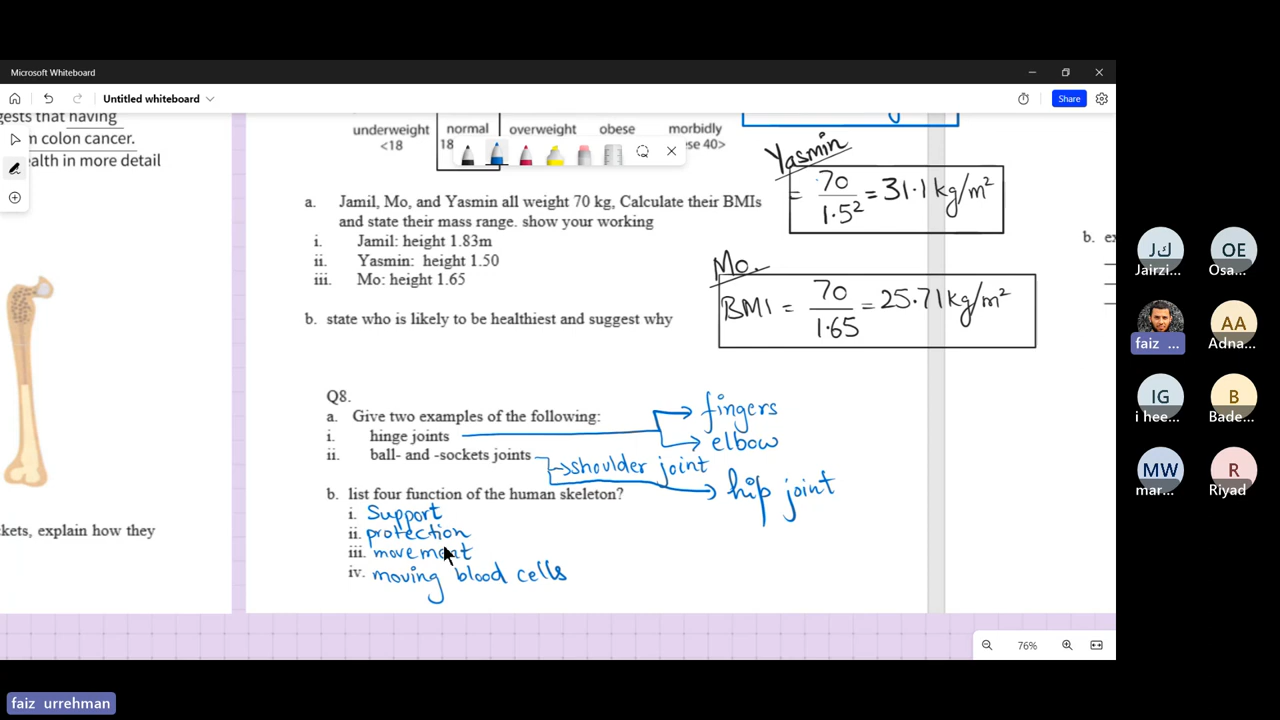 Microsoft Whiteboard
Untitled whiteboard
Share
gests that having
m colon cancer.
ealth in more detail
underweight
<18
normal
18
overweight
obese
morbidly
se 40>
a. Jamil, Mo, and Yasmin all weight 70 kg, Calculate their BMIs
and state their mass range. show your working
i. Jamil: height 1.83m
ii. Yasmin: height 1.50
iii. Mo: height 1.65
b. state who is likely to be healthiest and suggest why
Yasmin
= 70 / 1.5² = 31.1 kg/m²
Mo.
BMI = 70 / 1.65 = 25.71 kg/m²
b. ex
Q8.
a. Give two examples of the following:
i. hinge joints
fingers
elbow
ii. ball- and -sockets joints
shoulder joint
hip joint
b. list four function of the human skeleton?
i. Support
ii. protection
iii. movement
iv. moving blood cells
kets, explain how they
76%
Jairzi...
OE
Osa...
faiz ...
AA
Adna...
IG
i hee...
B
Bade...
MW
mar...
R
Riyad
faiz urrehman